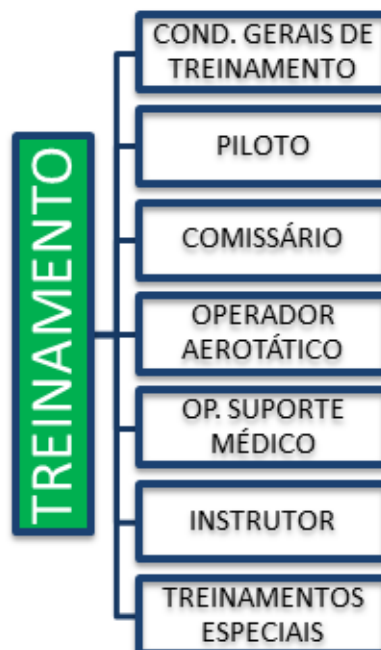 TREINAMENTO
COND. GERAIS DE
TREINAMENTO
PILOTO
COMISSÁRIO
OPERADOR
AEROTÁTICO
OP. SUPORTE
MÉDICO
INSTRUTOR
TREINAMENTOS
ESPECIAIS